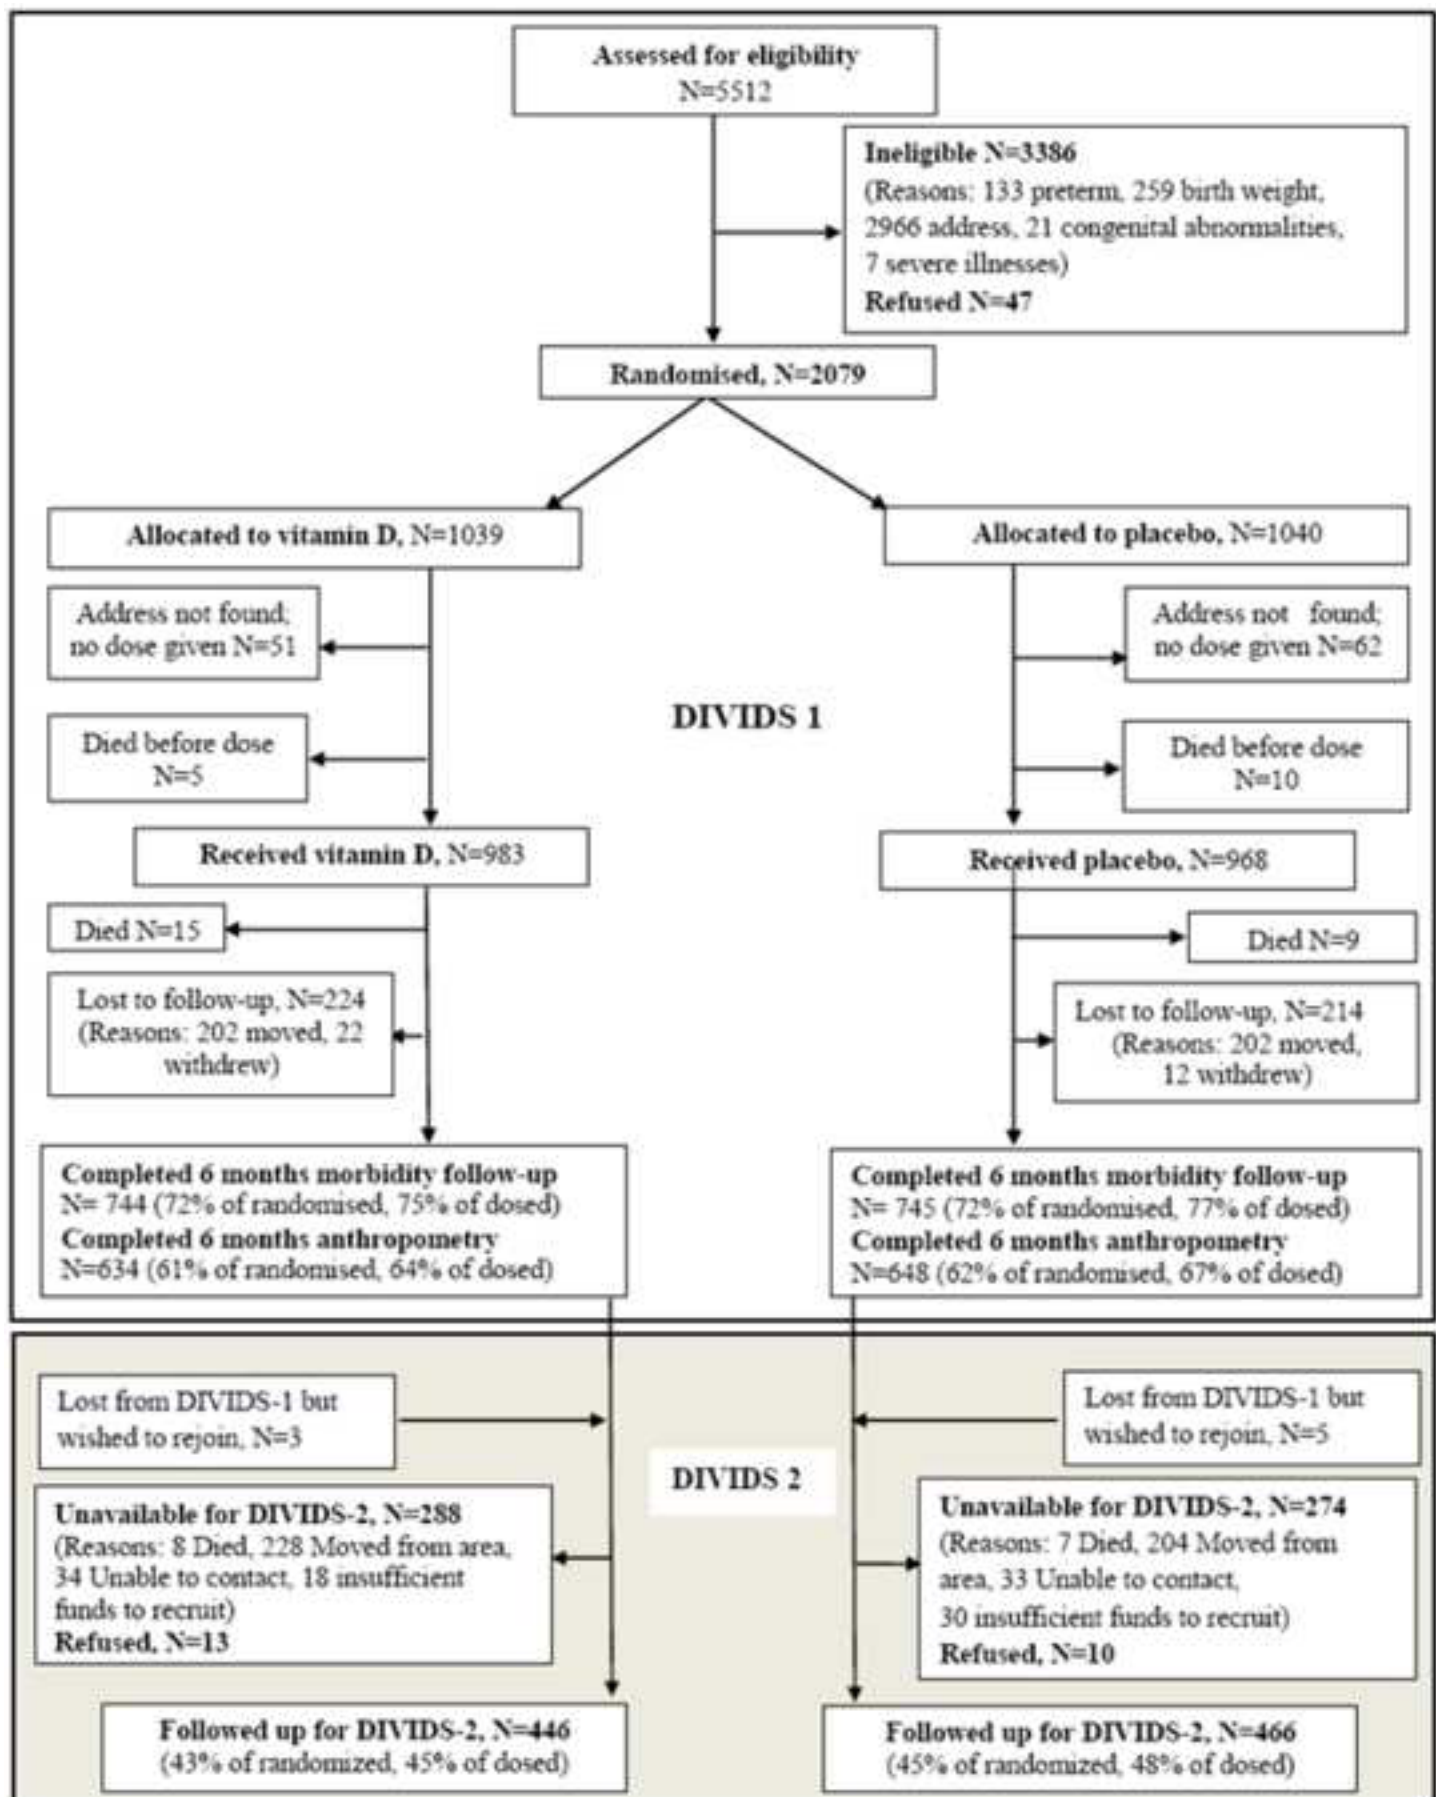 Assessed for eligibility
N=5512
Ineligible N=3386
(Reasons: 133 preterm, 259 birth weight,
2966 address, 21 congenital abnormalities,
7 severe illnesses)
Refused N=47
Randomised, N=2079
Allocated to vitamin D, N=1039
Allocated to placebo, N=1040
Address not found;
no dose given N=51
Address not found;
no dose given N=62
DIVIDS 1
Died before dose
N=5
Died before dose
N=10
Received vitamin D, N=983
Received placebo, N=968
Died N=15
Died N=9
Lost to follow-up, N=224
(Reasons: 202 moved, 22
withdrew)
Lost to follow-up, N=214
(Reasons: 202 moved,
12 withdrew)
Completed 6 months morbidity follow-up
N= 744 (72% of randomised, 75% of dosed)
Completed 6 months anthropometry
N=634 (61% of randomised, 64% of dosed)
Completed 6 months morbidity follow-up
N= 745 (72% of randomised, 77% of dosed)
Completed 6 months anthropometry
N=648 (62% of randomised, 67% of dosed)
Lost from DIVIDS-1 but
wished to rejoin, N=3
Lost from DIVIDS-1 but
wished to rejoin, N=5
DIVIDS 2
Unavailable for DIVIDS-2, N=288
(Reasons: 8 Died, 228 Moved from area,
34 Unable to contact, 18 insufficient
funds to recruit)
Refused, N=13
Unavailable for DIVIDS-2, N=274
(Reasons: 7 Died, 204 Moved from
area, 33 Unable to contact,
30 insufficient funds to recruit)
Refused, N=10
Followed up for DIVIDS-2, N=446
(43% of randomized, 45% of dosed)
Followed up for DIVIDS-2, N=466
(45% of randomized, 48% of dosed)